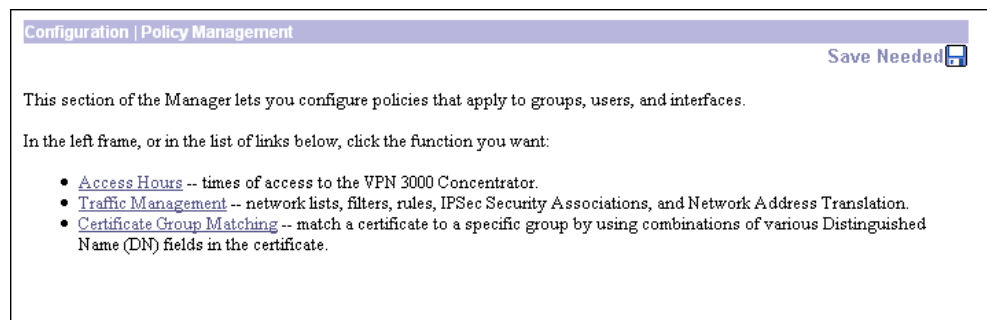 Configuration | Policy Management
Save Needed
This section of the Manager lets you configure policies that apply to groups, users, and interfaces.
In the left frame, or in the list of links below, click the function you want:
• Access Hours -- times of access to the VPN 3000 Concentrator.
• Traffic Management -- network lists, filters, rules, IPSec Security Associations, and Network Address Translation.
• Certificate Group Matching -- match a certificate to a specific group by using combinations of various Distinguished
Name (DN) fields in the certificate.